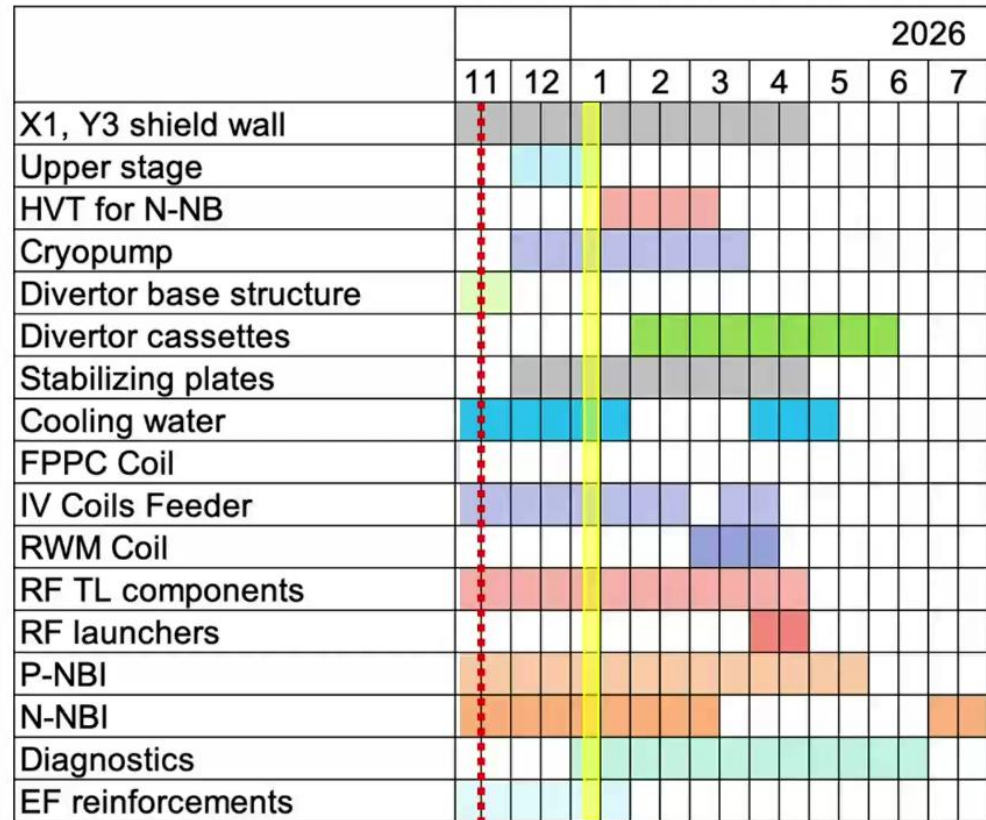 2026
11 12 1 2 3 4 5 6 7
X1, Y3 shield wall
Upper stage
HVT for N-NB
Cryopump
Divertor base structure
Divertor cassettes
Stabilizing plates
Cooling water
FPPC Coil
IV Coils Feeder
RWM Coil
RF TL components
RF launchers
P-NBI
N-NBI
Diagnostics
EF reinforcements